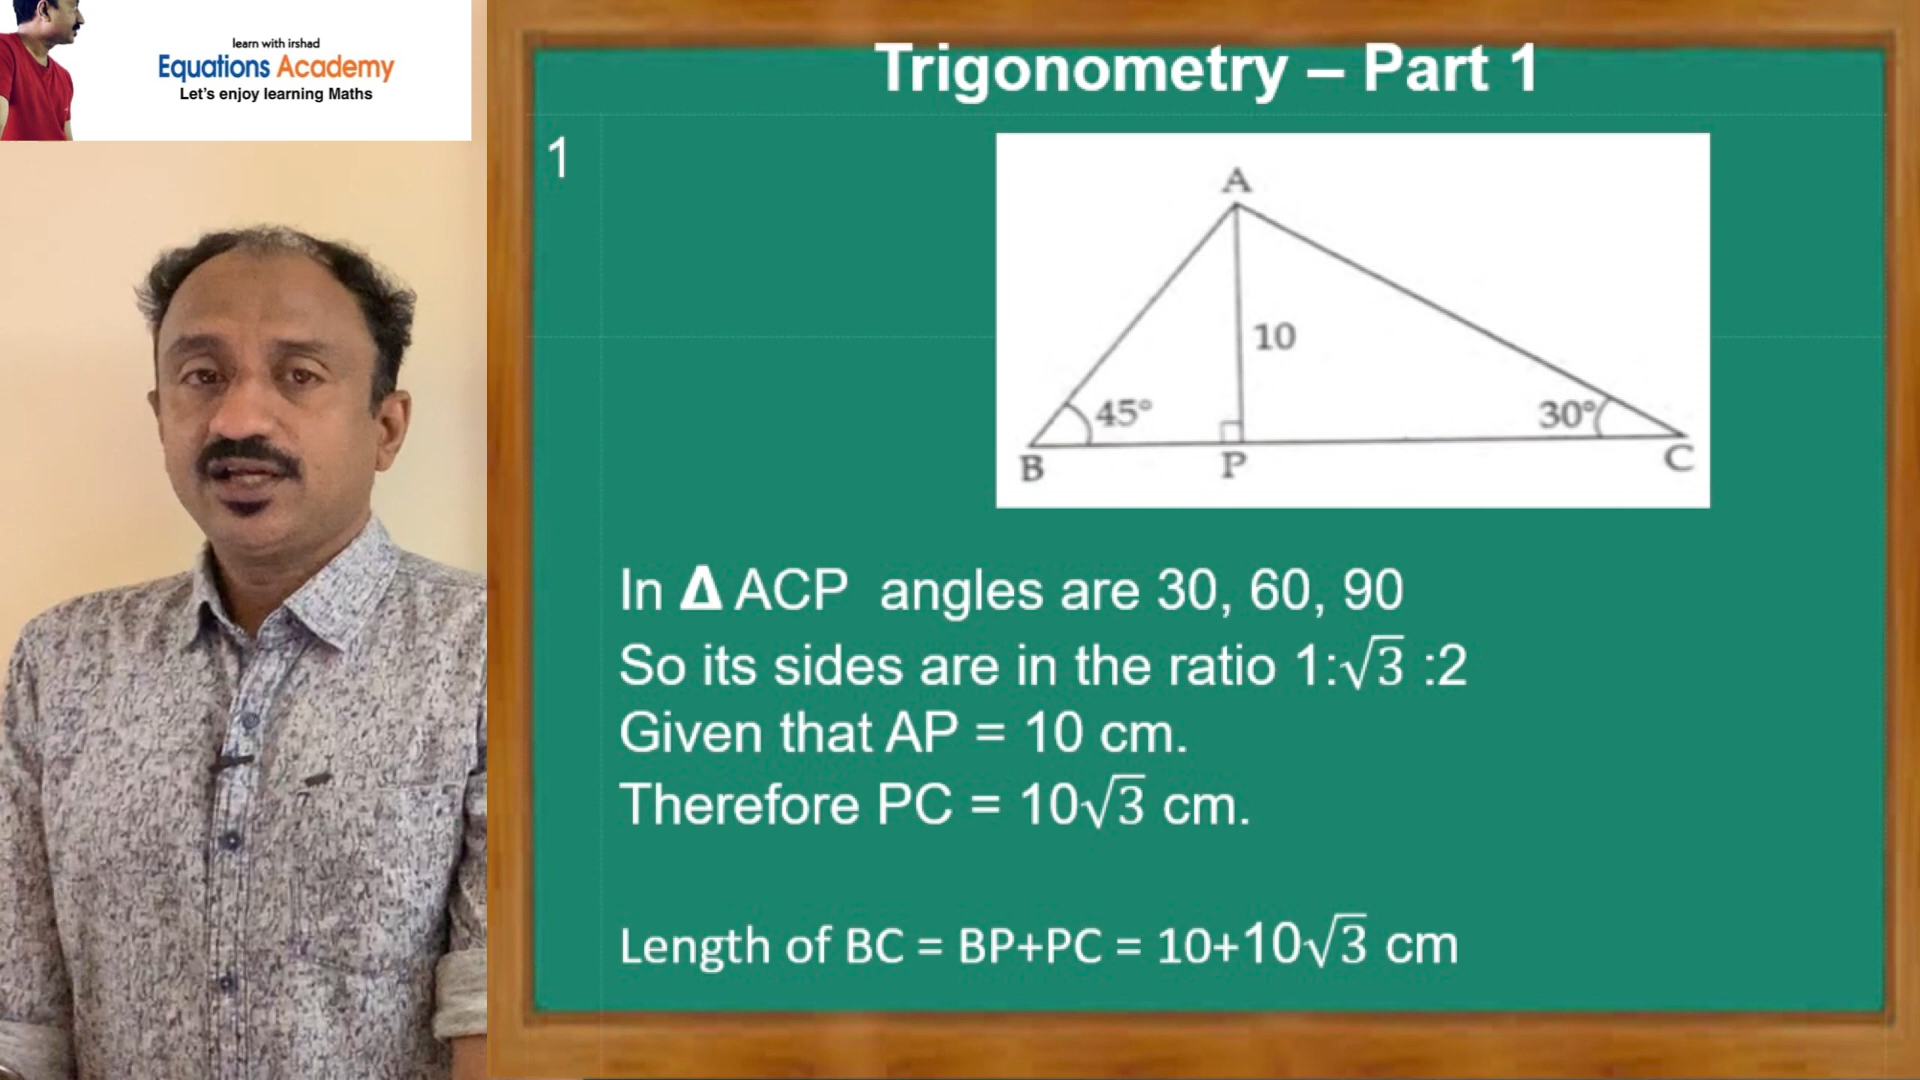 learn with irshad
Equations Academy
Let's enjoy learning Maths
Trigonometry – Part 1
1
A
10
45°
30°
B
P
C
In Δ ACP angles are 30, 60, 90
So its sides are in the ratio 1:√3 :2
Given that AP = 10 cm.
Therefore PC = 10√3 cm.
Length of BC = BP+PC = 10+10√3 cm